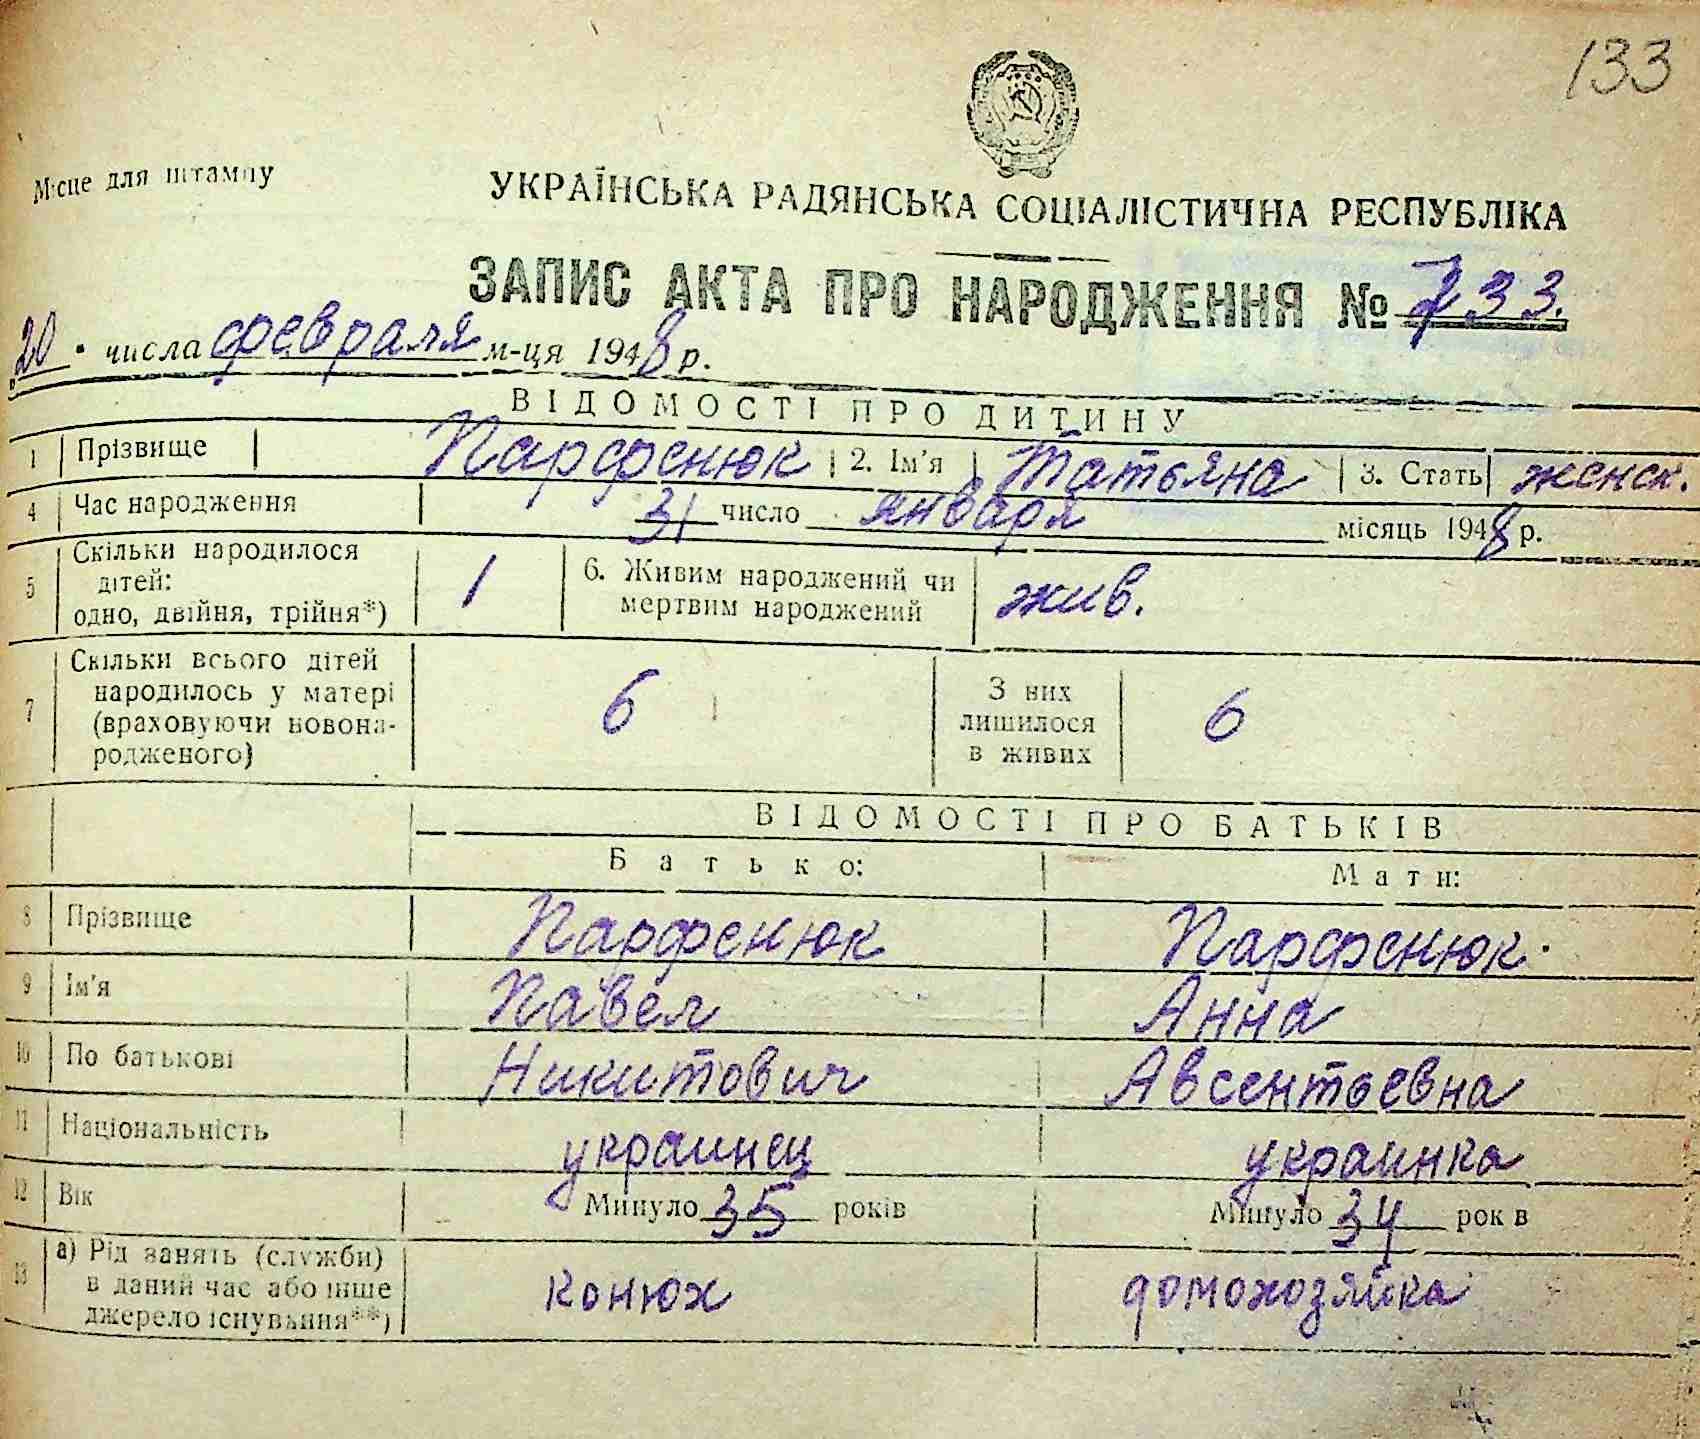 133
Місце для штампу
УКРАЇНСЬКА РАДЯНСЬКА СОЦІАЛІСТИЧНА РЕСПУБЛІКА
ЗАПИС АКТА ПРО НАРОДЖЕННЯ № 133.
20 числа февраля м-ця 1948 р.
ВІДОМОСТІ ПРО ДИТИНУ
1 Прізвище Парфенюк 2. Ім'я Татьяна 3. Стать женск.
4 Час народження 31 число января місяць 1948 р.
5 Скільки народилося дітей: одно, двійня, трійня*) 1 6. Живим народжений чи мертвим народжений жив.
7 Скільки всього дітей народилось у матері (враховуючи новонародженого) 6 З них лишилося в живих 6
ВІДОМОСТІ ПРО БАТЬКІВ
Батько: Мати:
8 Прізвище Парфенюк Парфенюк.
9 Ім'я Павел Анна
10 По батькові Никитович Авсентьевна
11 Національність украинец украинка
12 Вік Минуло 35 років Минуло 34 рок в
13 а) Рід занять (служби) в даний час або інше джерело існування**) конюх домохозяйка